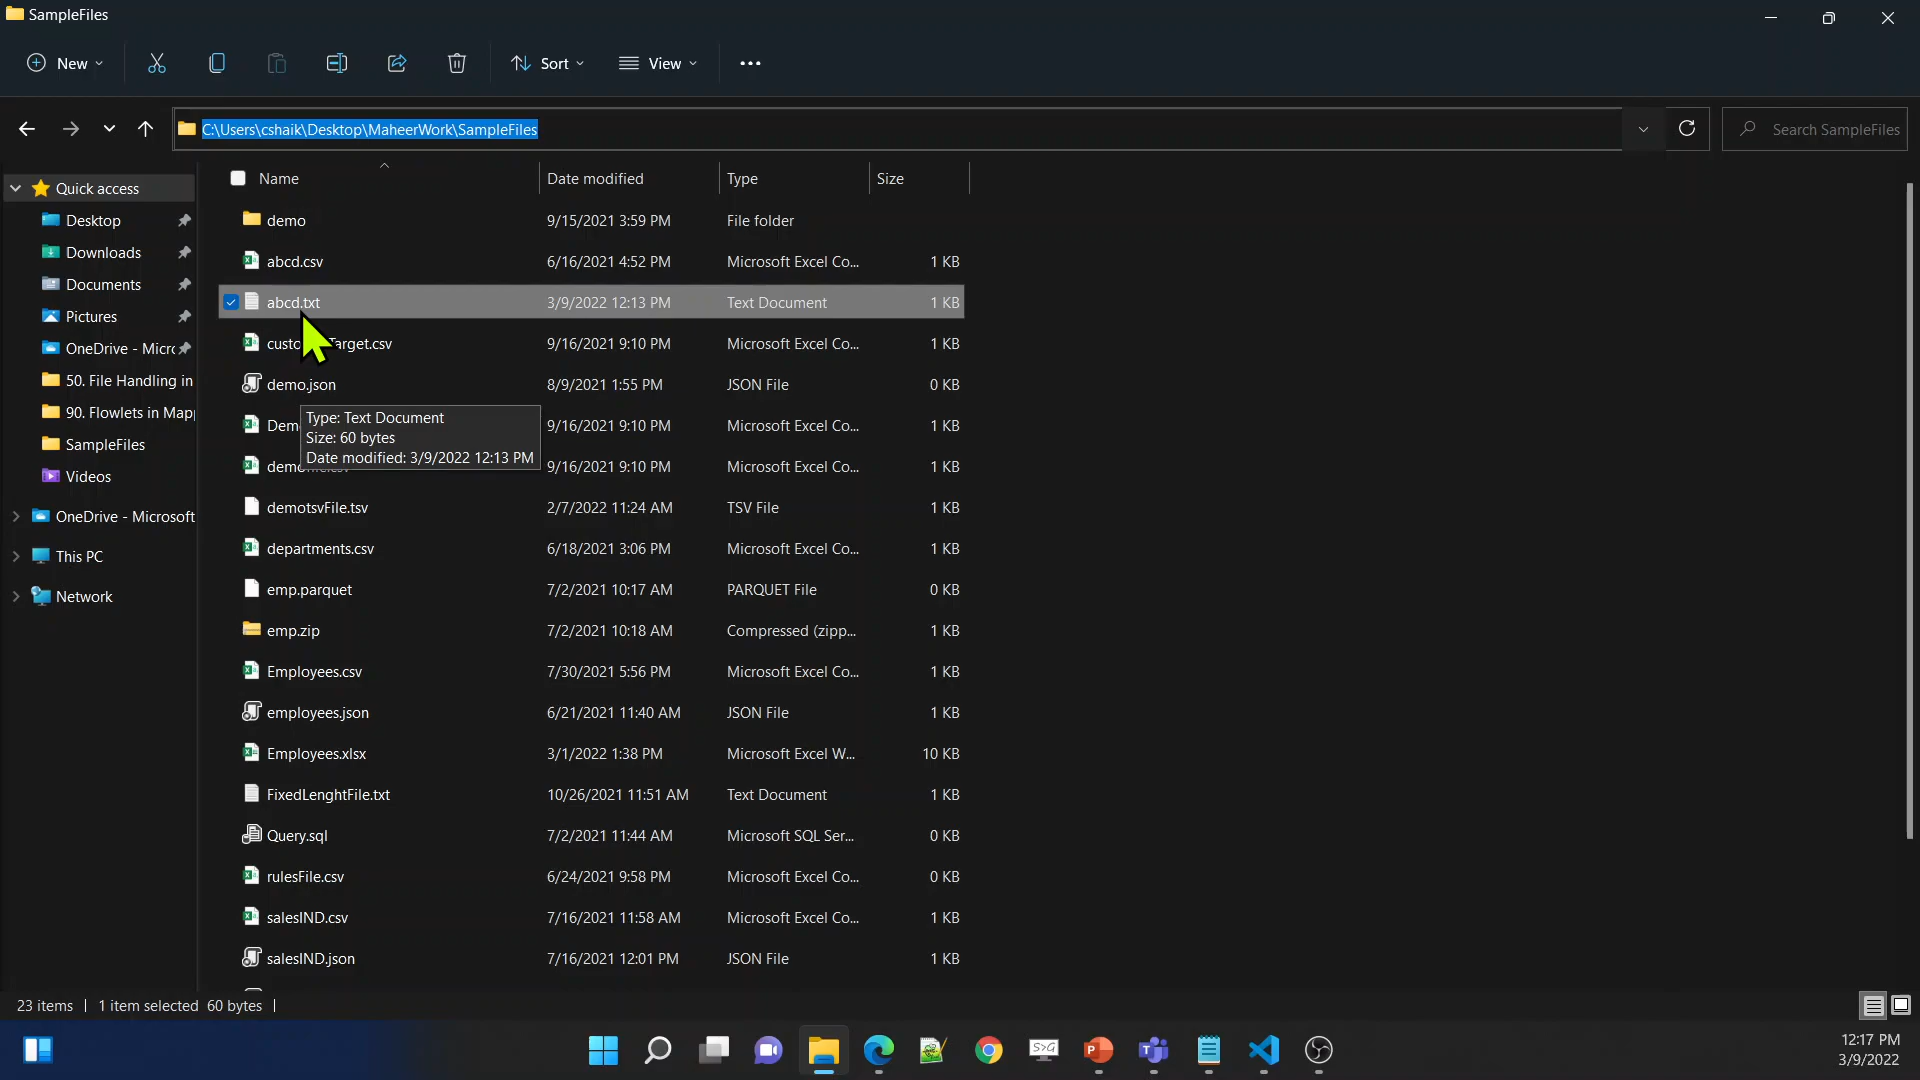 SampleFiles
New
Sort
View
C:\Users\cshaik\Desktop\MaheerWork\SampleFiles
Search SampleFiles
Quick access
Desktop
Downloads
Documents
Pictures
OneDrive - Micro
50. File Handling in
90. Flowlets in Map
SampleFiles
Videos
OneDrive - Microsoft
This PC
Network
Name Date modified Type Size
demo 9/15/2021 3:59 PM File folder
abcd.csv 6/16/2021 4:52 PM Microsoft Excel Co... 1 KB
abcd.txt 3/9/2022 12:13 PM Text Document 1 KB
custo arget.csv 9/16/2021 9:10 PM Microsoft Excel Co... 1 KB
demo.json 8/9/2021 1:55 PM JSON File 0 KB
Dem 9/16/2021 9:10 PM Microsoft Excel Co... 1 KB
9/16/2021 9:10 PM Microsoft Excel Co... 1 KB
Type: Text Document
Size: 60 bytes
Date modified: 3/9/2022 12:13 PM
demotsvFile.tsv 2/7/2022 11:24 AM TSV File 1 KB
departments.csv 6/18/2021 3:06 PM Microsoft Excel Co... 1 KB
emp.parquet 7/2/2021 10:17 AM PARQUET File 0 KB
emp.zip 7/2/2021 10:18 AM Compressed (zipp... 1 KB
Employees.csv 7/30/2021 5:56 PM Microsoft Excel Co... 1 KB
employees.json 6/21/2021 11:40 AM JSON File 1 KB
Employees.xlsx 3/1/2022 1:38 PM Microsoft Excel W... 10 KB
FixedLenghtFile.txt 10/26/2021 11:51 AM Text Document 1 KB
Query.sql 7/2/2021 11:44 AM Microsoft SQL Ser... 0 KB
rulesFile.csv 6/24/2021 9:58 PM Microsoft Excel Co... 0 KB
salesIND.csv 7/16/2021 11:58 AM Microsoft Excel Co... 1 KB
salesIND.json 7/16/2021 12:01 PM JSON File 1 KB
23 items 1 item selected 60 bytes
S>G
12:17 PM
3/9/2022